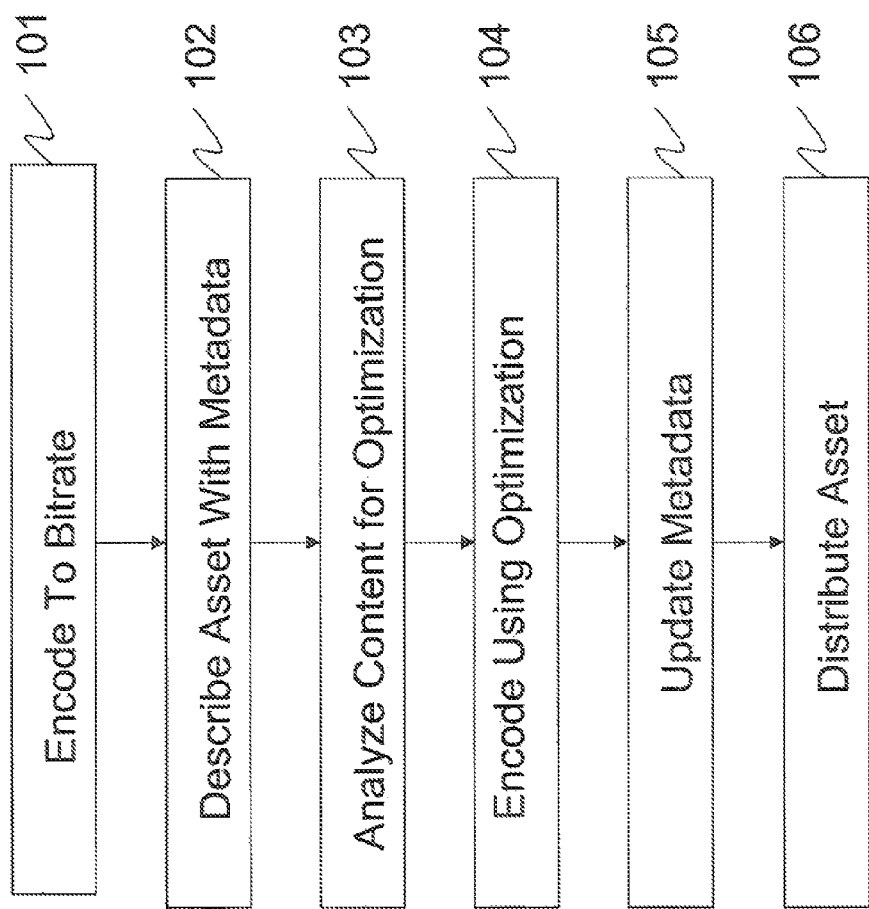 Encode To Bitrate
101
Describe Asset With Metadata
102
Analyze Content for Optimization
103
Encode Using Optimization
104
Update Metadata
105
Distribute Asset
106